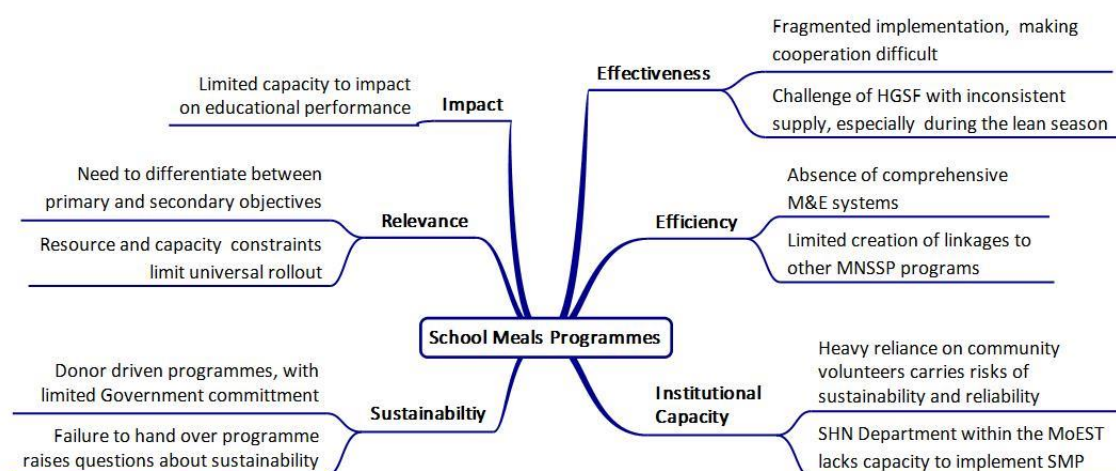 Limited capacity to impact
on educational performance
Impact
Need to differentiate between
primary and secondary objectives
Resource and capacity constraints
limit universal rollout
Relevance
Donor driven programmes, with
limited Government committment
Failure to hand over programme
raises questions about sustainability
Sustainabiltiy
School Meals Programmes
Effectiveness
Fragmented implementation, making
cooperation difficult
Challenge of HGSF with inconsistent
supply, especially during the lean season
Efficiency
Absence of comprehensive
M&E systems
Limited creation of linkages to
other MNSSP programs
Institutional
Capacity
Heavy reliance on community
volunteers carries risks of
sustainability and reliability
SHN Department within the MoEST
lacks capacity to implement SMP